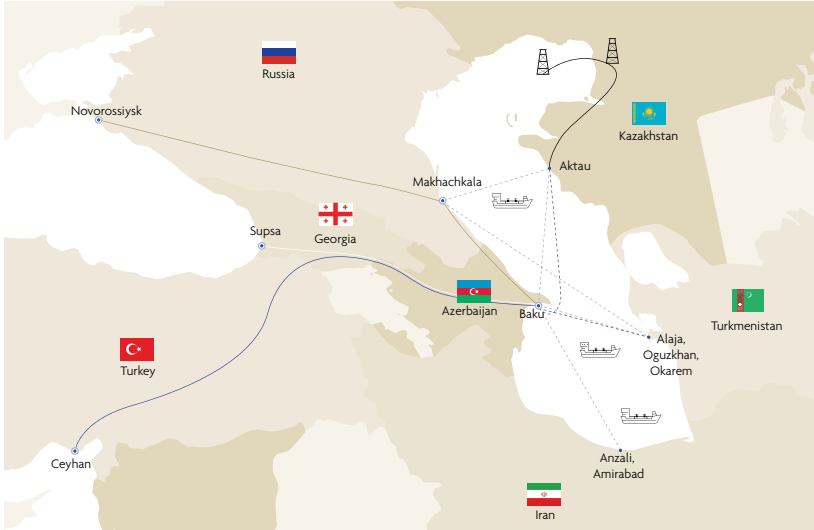 Russia
Novorossiysk
Kazakhstan
Aktau
Makhachkala
Supsa
Georgia
Azerbaijan
Baku
Turkmenistan
Alaja,
Oguzkhan,
Okarem
Turkey
Ceyhan
Anzali,
Amirabad
Iran